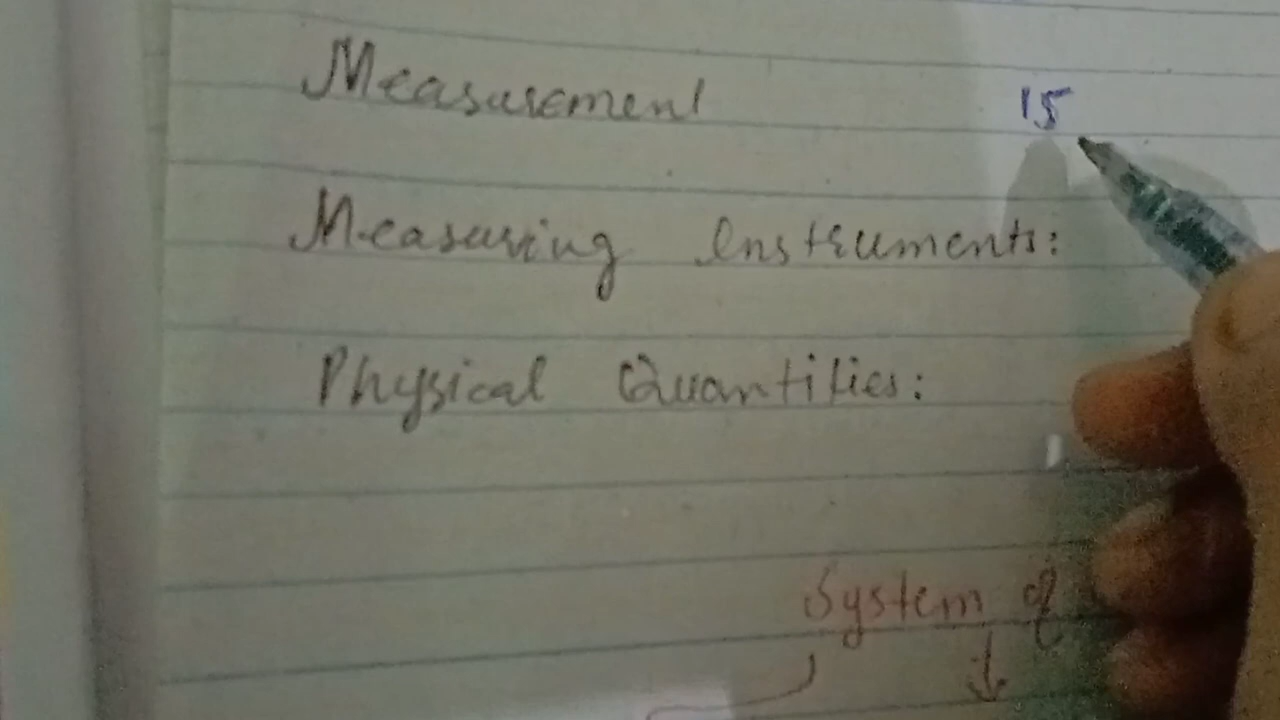 Measurement 15
Measuring Instruments:
Physical Quantities:
System of